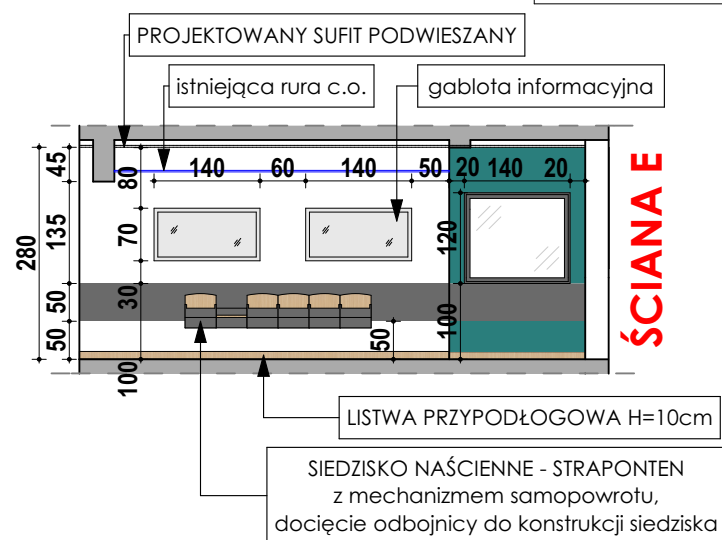 PROJEKTOWANY SUFIT PODWIESZANY
istniejąca rura c.o.
gablota informacyjna
45
80
140
60
140
50
20
140
20
280
135
70
120
50
30
50
100
50
100
ŚCIANA E
LISTWA PRZYPODŁOGOWA H=10cm
SIEDZISKO NAŚCIENNE - STRAPONTEN
z mechanizmem samopowrotu,
docięcie odbojnicy do konstrukcji siedziska